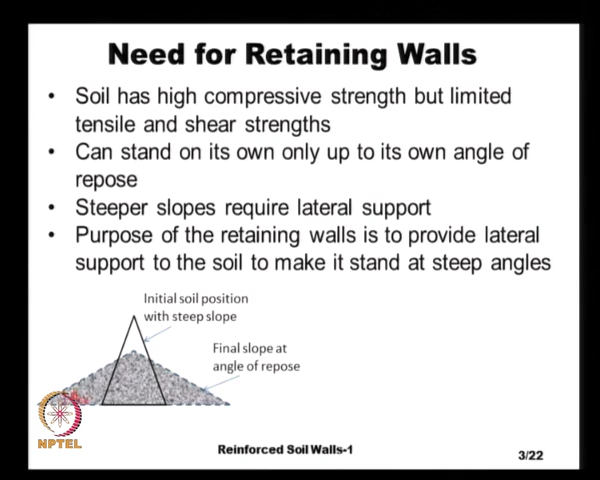 Need for Retaining Walls
• Soil has high compressive strength but limited
tensile and shear strengths
• Can stand on its own only up to its own angle of
repose
• Steeper slopes require lateral support
• Purpose of the retaining walls is to provide lateral
support to the soil to make it stand at steep angles
Initial soil position
with steep slope
Final slope at
angle of repose
NPTEL
Reinforced Soil Walls-1
3/22